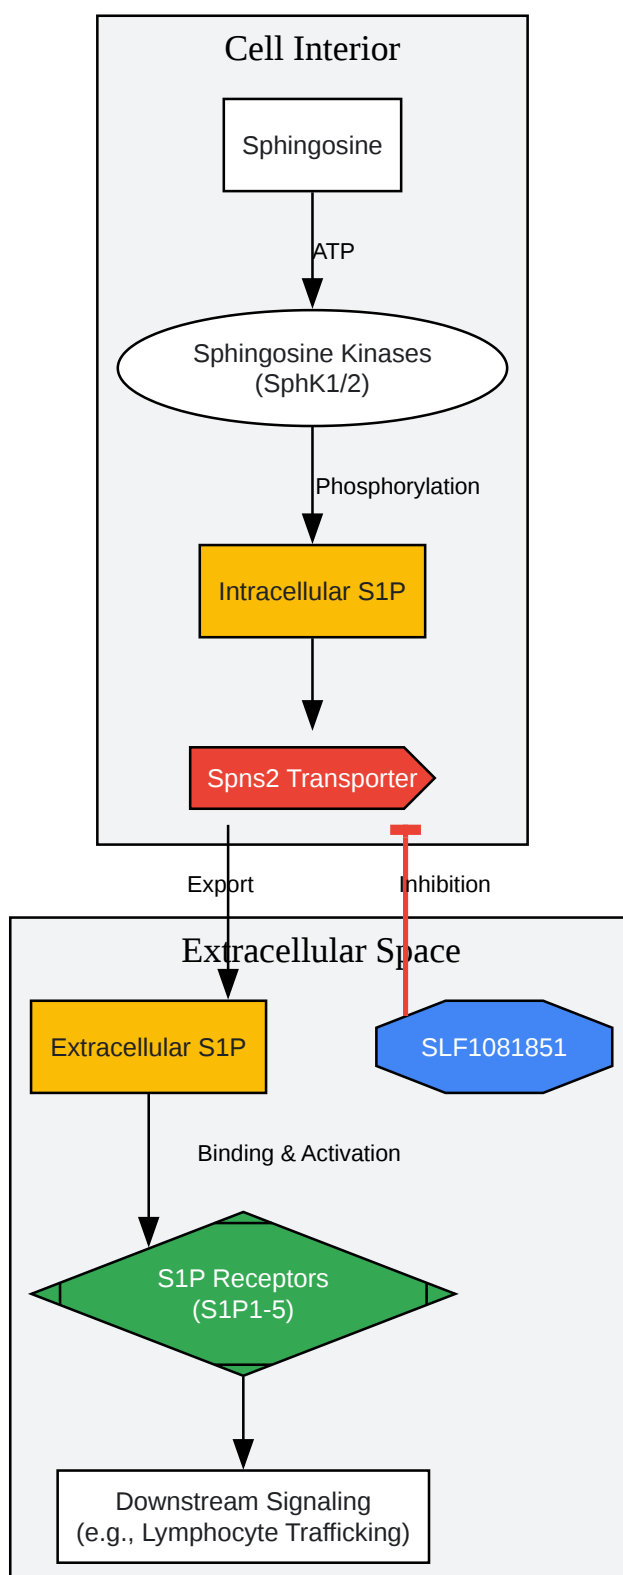 Cell Interior
Sphingosine
ATP
Sphingosine Kinases
(SphK1/2)
Phosphorylation
Intracellular S1P
Spns2 Transporter
Export
Inhibition
Extracellular Space
Extracellular S1P
SLF1081851
Binding & Activation
S1P Receptors
(S1P1-5)
Downstream Signaling
(e.g., Lymphocyte Trafficking)